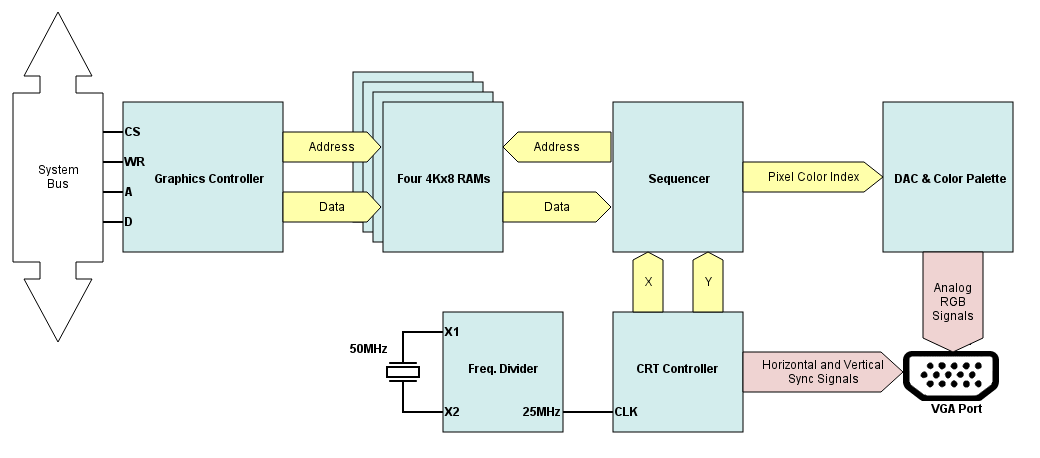 System
Bus
CS
WR
A
D
Graphics Controller
Address
Data
Four 4Kx8 RAMs
Address
Data
Sequencer
Pixel Color Index
DAC & Color Palette
X
Y
Analog
RGB
Signals
50MHz
X1
X2
Freq. Divider
25MHz
CLK
CRT Controller
Horizontal and Vertical
Sync Signals
VGA Port